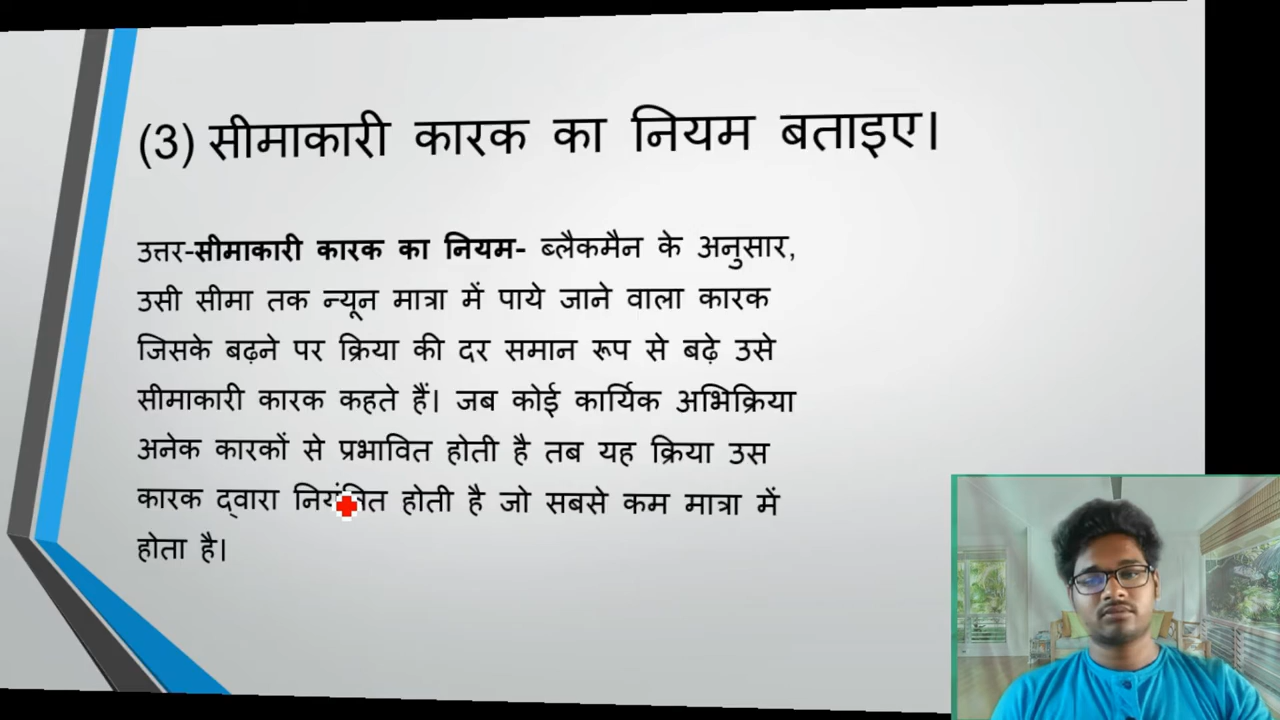 (3) सीमाकारी कारक का नियम बताइए।
उत्तर-सीमाकारी कारक का नियम- ब्लैकमैन के अनुसार,
उसी सीमा तक न्यून मात्रा में पाये जाने वाला कारक
जिसके बढ़ने पर क्रिया की दर समान रूप से बढ़े उसे
सीमाकारी कारक कहते हैं। जब कोई कार्यिक अभिक्रिया
अनेक कारकों से प्रभावित होती है तब यह क्रिया उस
कारक द्वारा नियंत्रित होती है जो सबसे कम मात्रा में
होता है।